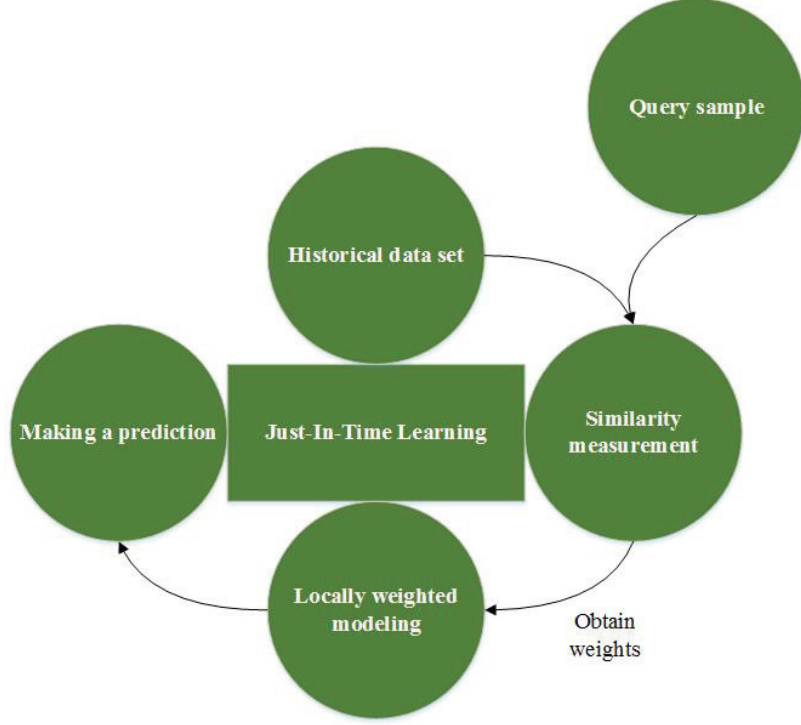 Query sample
Historical data set
Making a prediction
Just-In-Time Learning
Similarity
measurement
Locally weighted
modeling
Obtain
weights